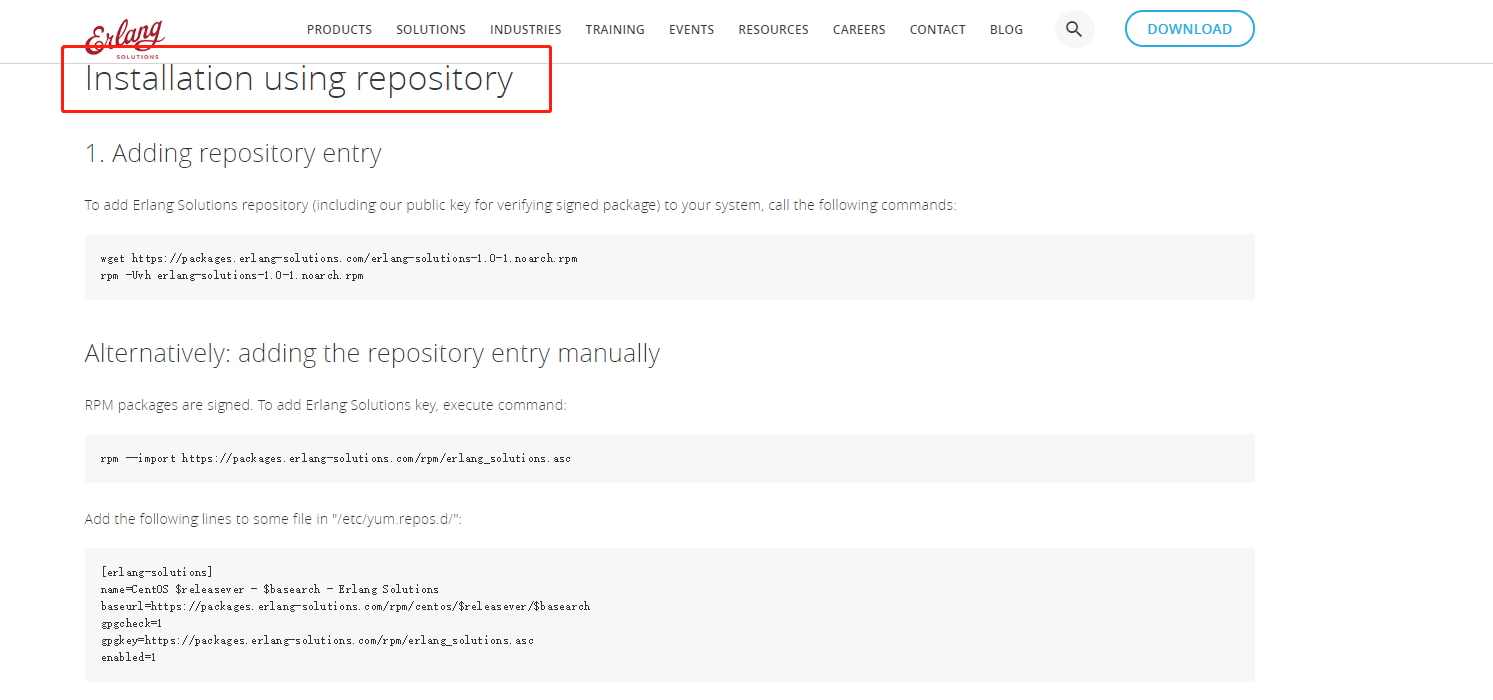 Erlang
SOLUTIONS
PRODUCTS SOLUTIONS INDUSTRIES TRAINING EVENTS RESOURCES CAREERS CONTACT BLOG DOWNLOAD
Installation using repository
1. Adding repository entry
To add Erlang Solutions repository (including our public key for verifying signed package) to your system, call the following commands:
wget https://packages.erlang-solutions.com/erlang-solutions-1.0-1.noarch.rpm
rpm -Uvh erlang-solutions-1.0-1.noarch.rpm
Alternatively: adding the repository entry manually
RPM packages are signed. To add Erlang Solutions key, execute command:
rpm --import https://packages.erlang-solutions.com/rpm/erlang_solutions.asc
Add the following lines to some file in "/etc/yum.repos.d/":
[erlang-solutions]
name=CentOS $releasever - $basearch - Erlang Solutions
baseurl=https://packages.erlang-solutions.com/rpm/centos/$releasever/$basearch
gpgcheck=1
gpgkey=https://packages.erlang-solutions.com/rpm/erlang_solutions.asc
enabled=1